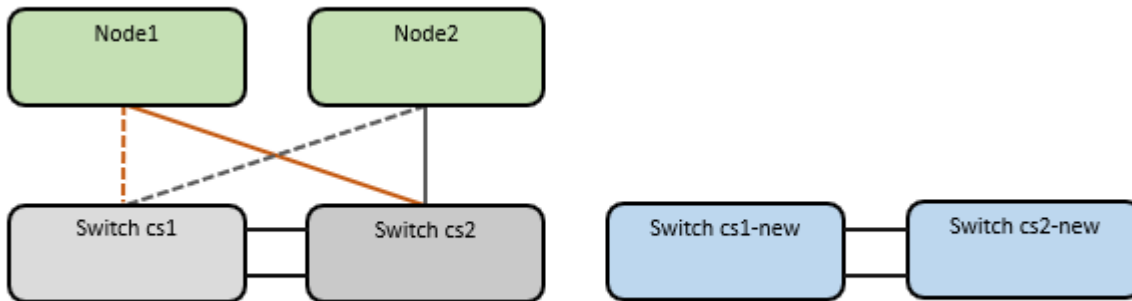 Node1
Node2
Switch cs1
Switch cs2
Switch cs1-new
Switch cs2-new